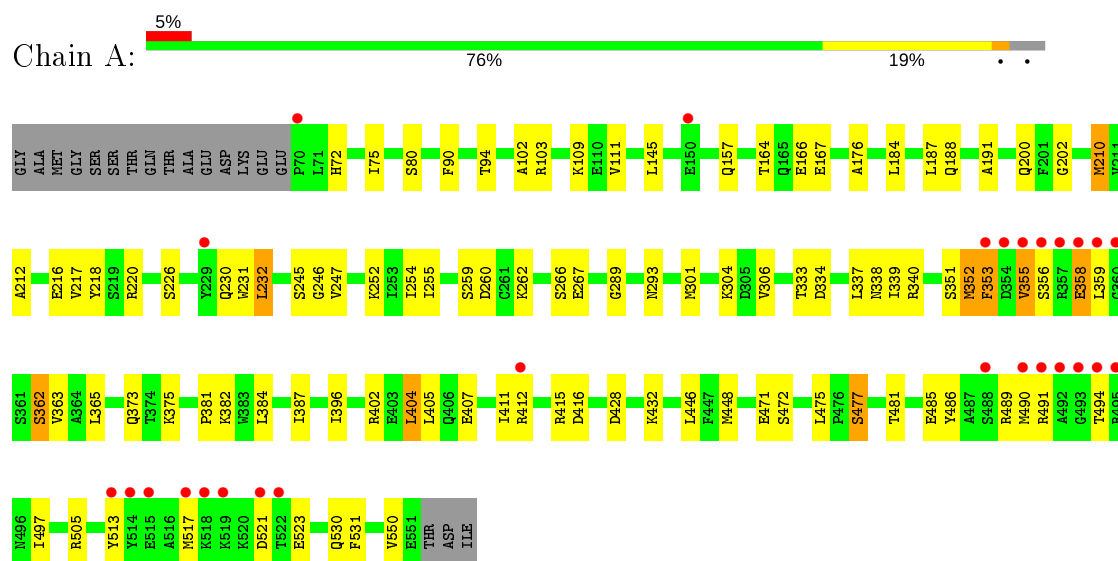 5%
Chain A:
76% 19% • •
GLY ALA MET GLY SER SER THR GLN THR ALA GLU ASP LYS GLU GLU P70 L71 H72 I75 S80 F90 T94 A102 R103 K109 E110 V111 L145 E150 Q157 T164 Q165 E166 E167 A176 L184 L187 Q188 A191 Q200 F201 G202 M210 V211
A212 E216 V217 Y218 S219 R220 S226 Y229 Q230 W231 L232 S245 G246 V247 K252 I253 I254 I255 S259 D260 C261 K262 S266 E267 G289 N293 M301 K304 D305 V306 T333 D334 L337 N338 I339 R340 S351 M352 F353 D354 V355 S356 R357 E358 L359 G360
S361 S362 V363 A364 L365 Q373 T374 K375 P381 K382 W383 L384 I387 I396 R402 E403 L404 L405 Q406 E407 I411 R412 R415 D416 D428 K432 L446 F447 M448 E471 S472 L475 P476 S477 T481 E485 Y486 A487 S488 R489 M490 R491 A492 G493 T494 R495
N496 I497 R505 Y513 Y514 E515 A516 M517 K518 K519 K520 D521 T522 E523 Q530 F531 V550 E551 THR ASP ILE